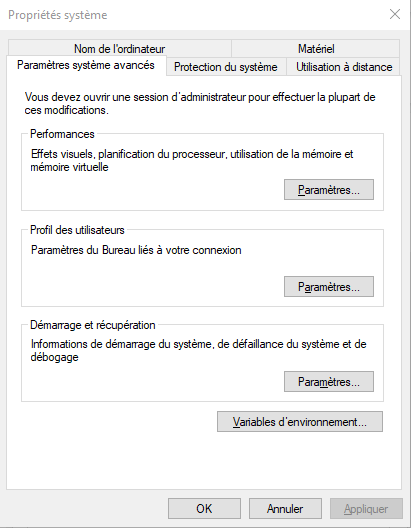 Propriétés système
Nom de l'ordinateur
Matériel
Paramètres système avancés
Protection du système
Utilisation à distance
Vous devez ouvrir une session d'administrateur pour effectuer la plupart de
ces modifications.
Performances
Effets visuels, planification du processeur, utilisation de la mémoire et
mémoire virtuelle
Paramètres...
Profil des utilisateurs
Paramètres du Bureau liés à votre connexion
Paramètres...
Démarrage et récupération
Informations de démarrage du système, de défaillance du système et de
débogage
Paramètres...
Variables d'environnement...
OK
Annuler
Appliquer